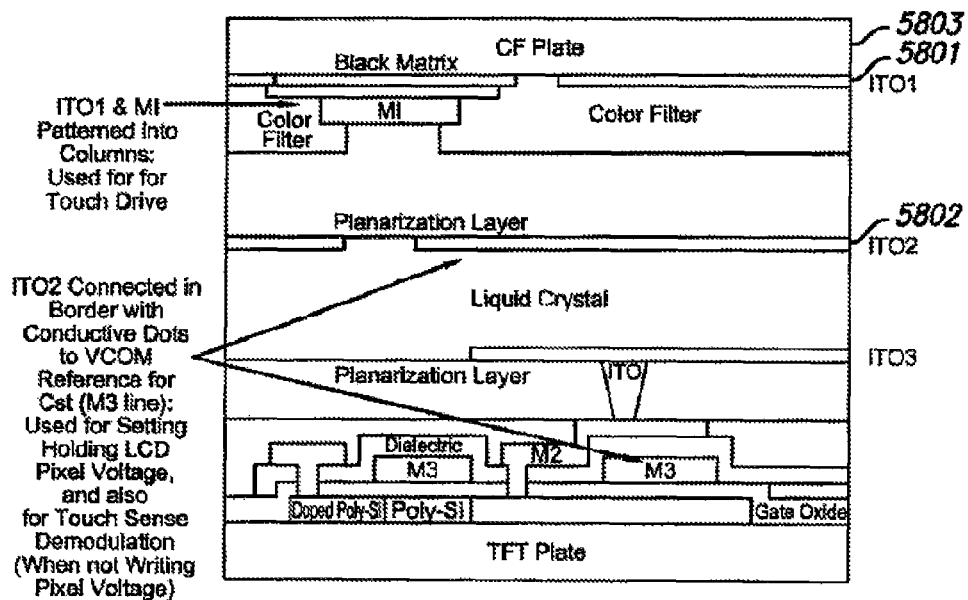 5803
CF Plate
5801
Black Matrix
ITO1
ITO1 & MI
Patterned Into
Columns:
Used for for
Touch Drive
Color
Filter
MI
Color Filter
5802
Planarization Layer
ITO2
ITO2 Connected in
Border with
Conductive Dots
to VCOM
Reference for
Cst (M3 line):
Used for Setting
Holding LCD
Pixel Voltage,
and also
for Touch Sense
Demodulation
(When not Writing
Pixel Voltage)
Liquid Crystal
ITO3
Planarization Layer
ITO
Dielectric
M2
M3
M3
Doped Poly-Si
Poly-Si
Gate Oxide
TFT Plate